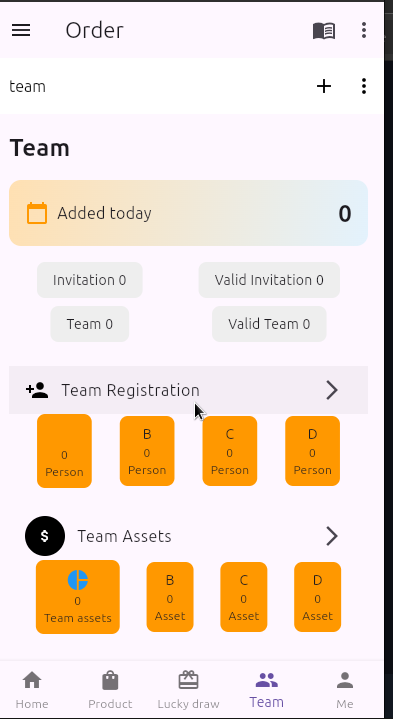 Order
team
Team
Added today 0
Invitation 0 Valid Invitation 0
Team 0 Valid Team 0
Team Registration
B C D
0 0 0 0
Person Person Person Person
$ Team Assets
B C D
0 0 0 0
Team assets Asset Asset Asset
Home Product Lucky draw Team Me